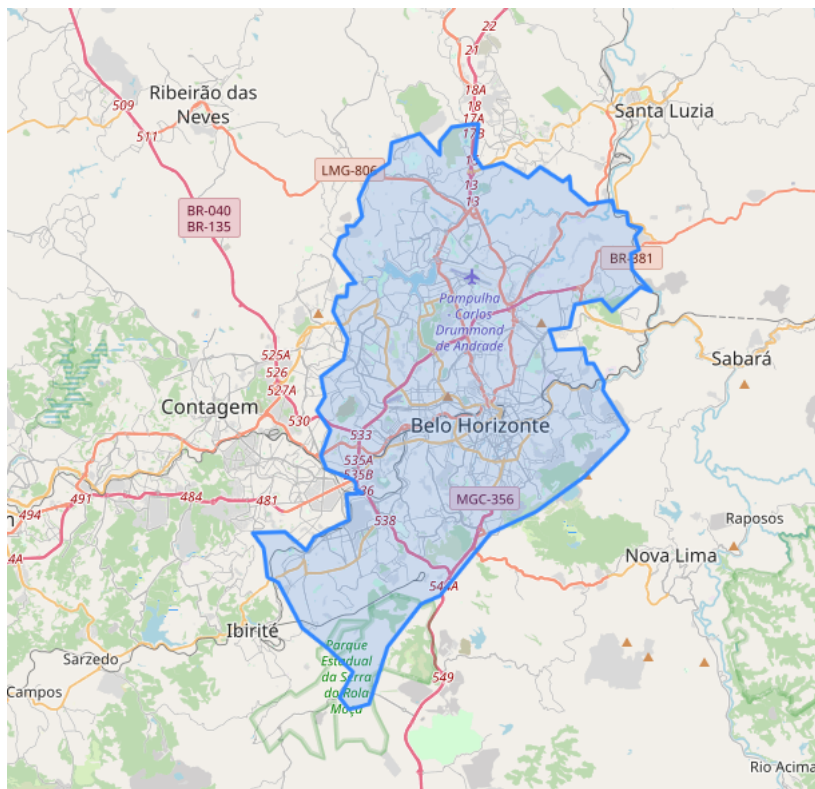 22
21
18A
18
17A
17B
509
511
Ribeirão das
Neves
Santa Luzia
LMG-806
13
13
BR-040
BR-135
BR-381
Pampulha
- Carlos
Drummond
de Andrade
525A
526
527A
530
Contagem
Sabará
533
Belo Horizonte
535A
535B
MGC-356
491
484
481
494
538
Raposos
Nova Lima
544A
Ibirité
Sarzedo
Campos
Parque
Estadual
da Serra
do Rola
Moça
549
Rio Acima